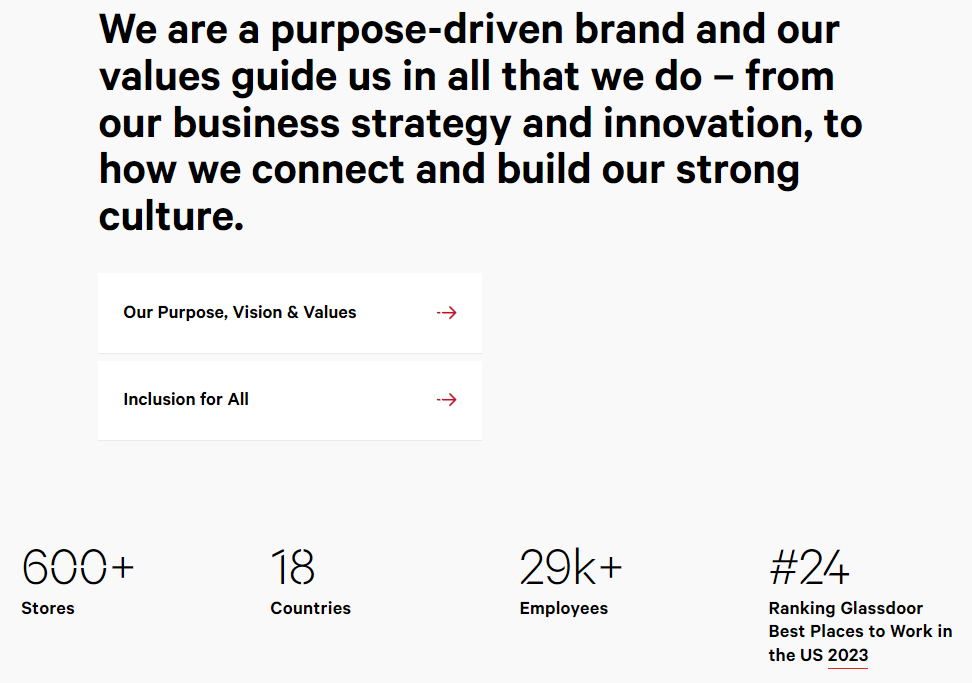 We are a purpose-driven brand and our
values guide us in all that we do – from
our business strategy and innovation, to
how we connect and build our strong
culture.
Our Purpose, Vision & Values
Inclusion for All
600+
Stores
18
Countries
29k+
Employees
#24
Ranking Glassdoor
Best Places to Work in
the US 2023